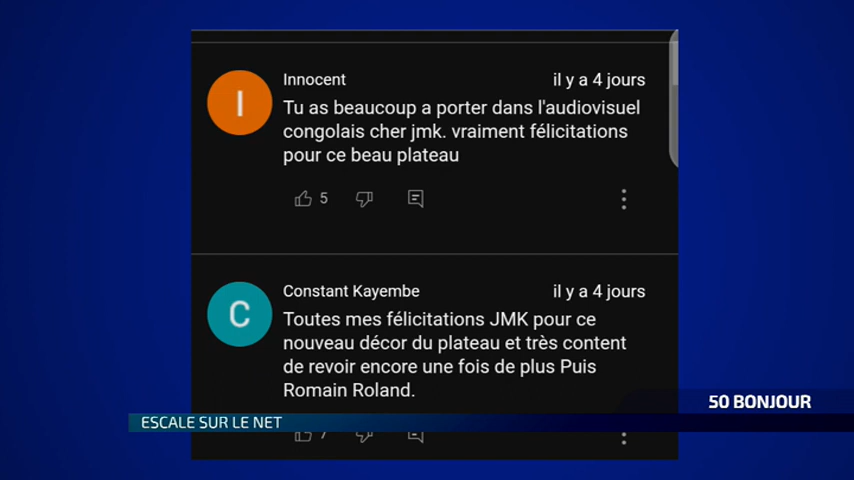 Innocent
il y a 4 jours
I
Tu as beaucoup a porter dans l'audiovisuel
congolais cher jmk. vraiment félicitations
pour ce beau plateau
5
Constant Kayembe
il y a 4 jours
C
Toutes mes félicitations JMK pour ce
nouveau décor du plateau et très content
de revoir encore une fois de plus Puis
Romain Roland.
50 BONJOUR
ESCALE SUR LE NET